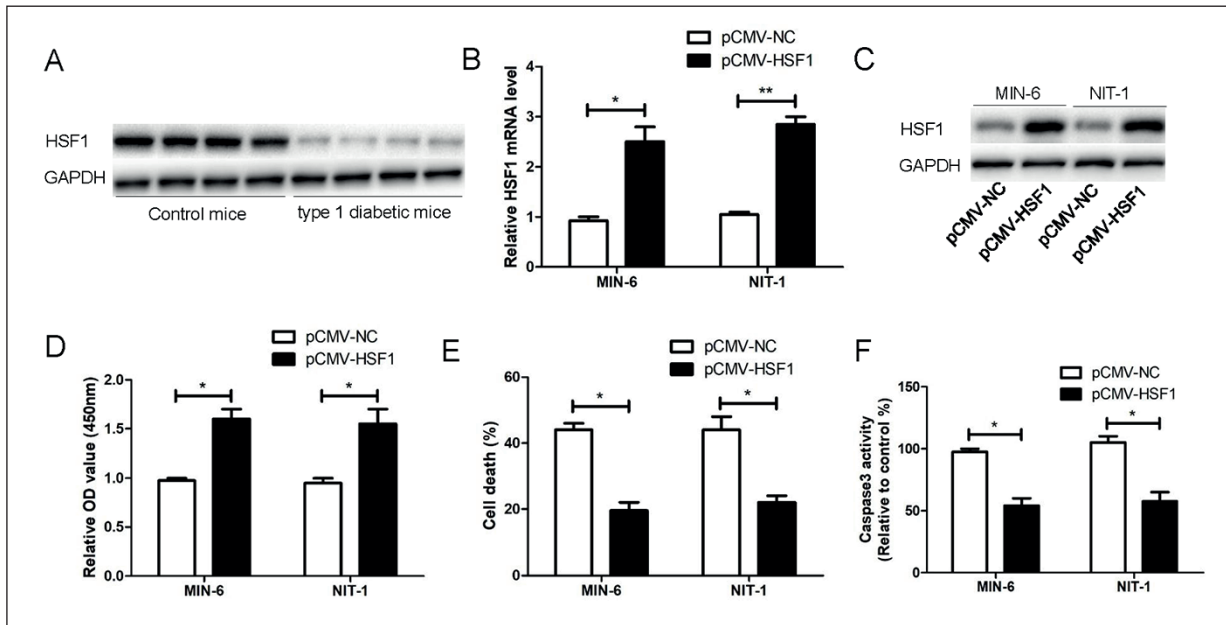 A
HSF1
GAPDH
Control mice
type 1 diabetic mice
B
pCMV-NC
pCMV-HSF1
Relative HSF1 mRNA level
4
3
2
1
0
*
**
MIN-6
NIT-1
C
MIN-6
NIT-1
HSF1
GAPDH
pCMV-NC
pCMV-HSF1
pCMV-NC
pCMV-HSF1
D
pCMV-NC
pCMV-HSF1
Relative OD value (450nm)
2.0
1.5
1.0
0.5
0.0
*
*
MIN-6
NIT-1
E
pCMV-NC
pCMV-HSF1
Cell death (%)
60
40
20
0
*
*
MIN-6
NIT-1
F
pCMV-NC
pCMV-HSF1
Caspase3 activity
(Relative to control %)
150
100
50
0
*
*
MIN-6
NIT-1